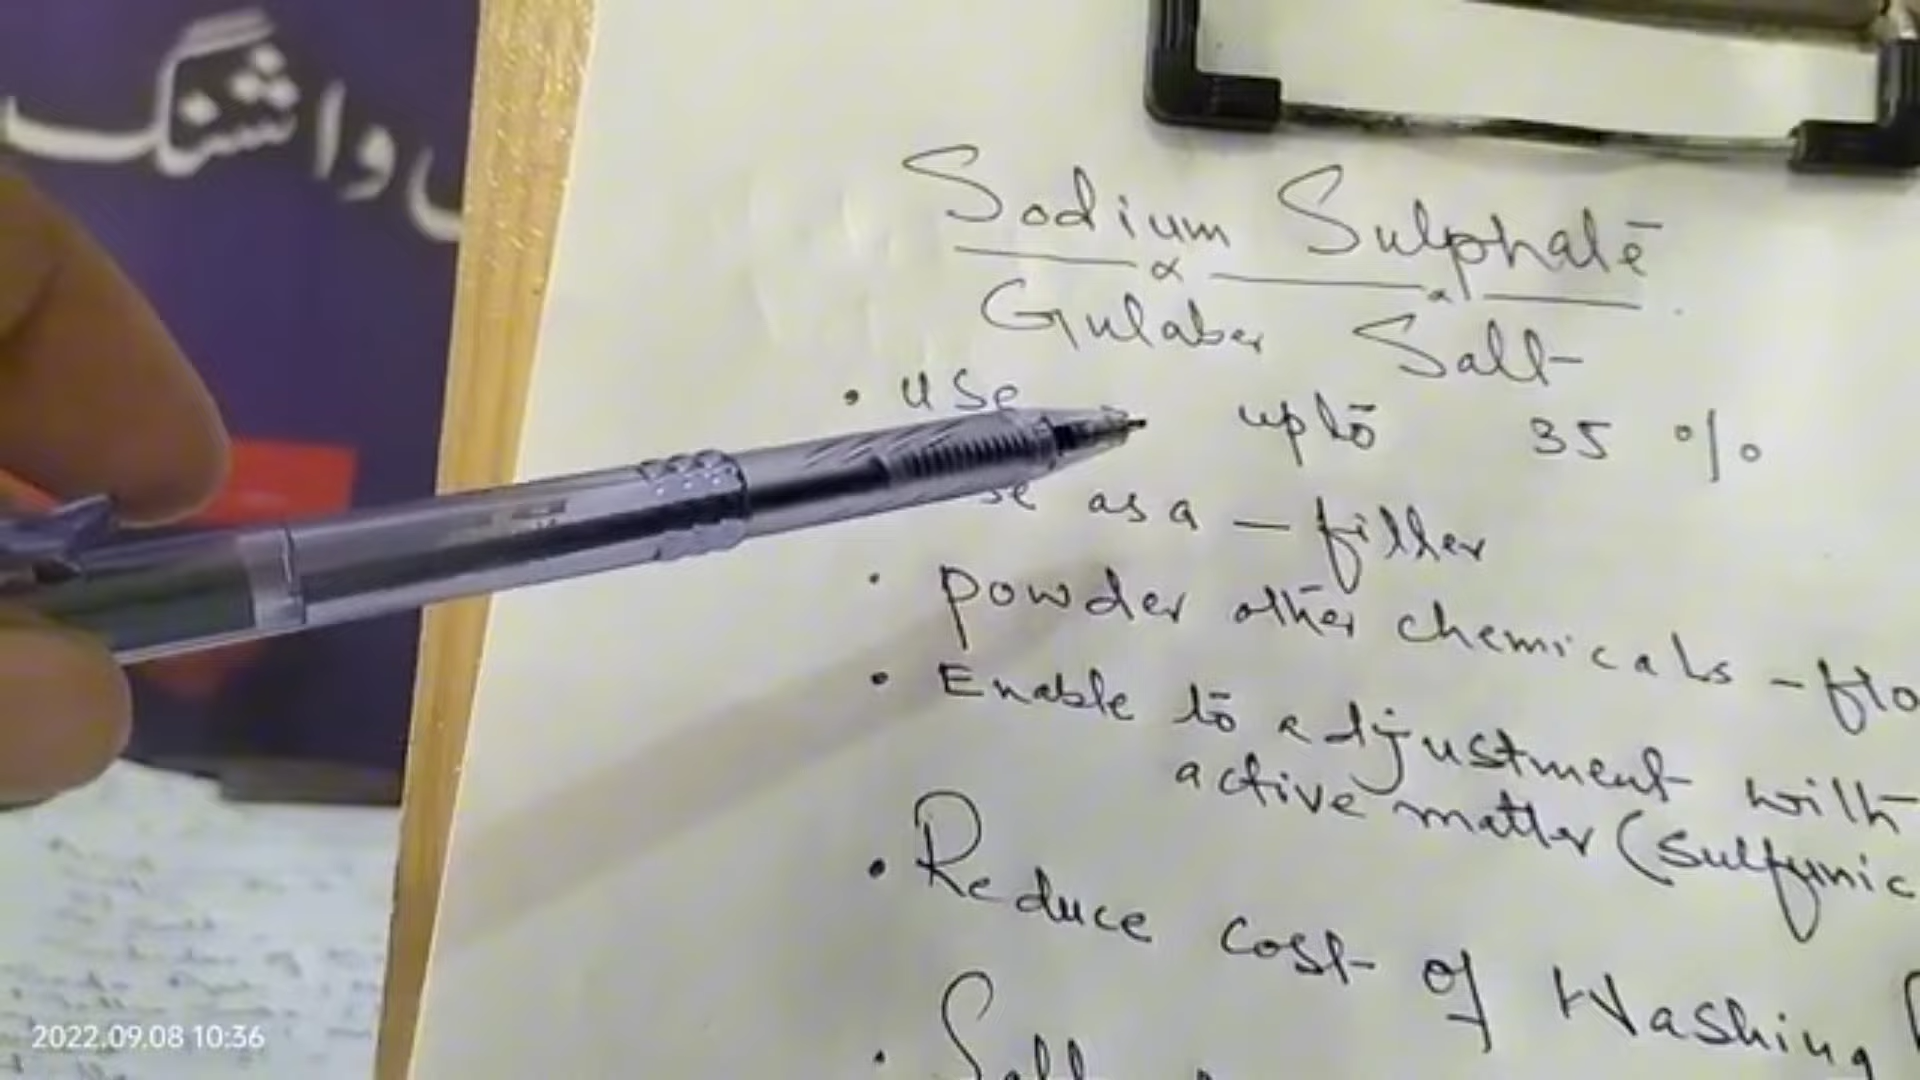 واشنگ
Sodium Sulphate
Gulaber Salt
• use upto 35 %
as a - filler
• powder other chemicals - flo
• Enable to adjustment with
active matter (Sulfunic
• Reduce cost of Washing
• Salt
2022.09.08 10:36